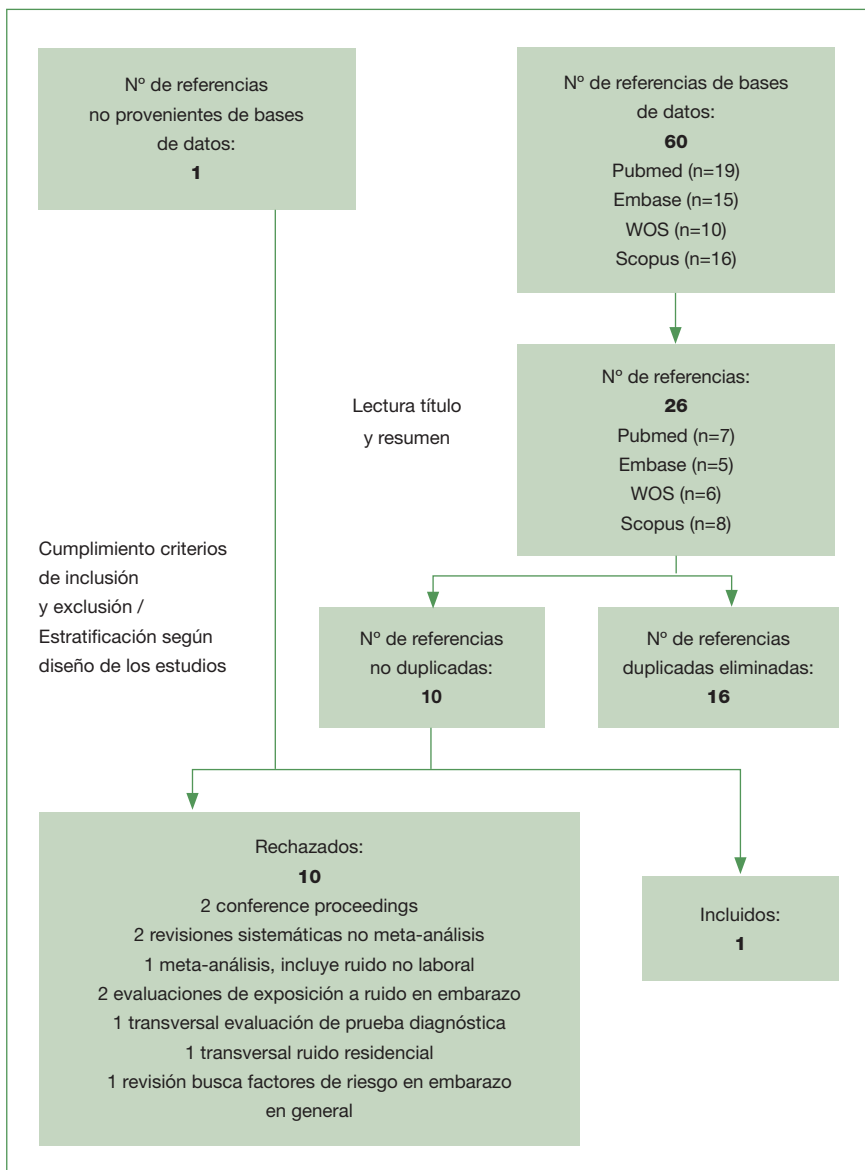 Nº de referencias
no provenientes de bases
de datos:
1
Nº de referencias de bases
de datos:
60
Pubmed (n=19)
Embase (n=15)
WOS (n=10)
Scopus (n=16)
Lectura título
y resumen
Nº de referencias:
26
Pubmed (n=7)
Embase (n=5)
WOS (n=6)
Scopus (n=8)
Cumplimiento criterios
de inclusión
y exclusión /
Estratificación según
diseño de los estudios
Nº de referencias
no duplicadas:
10
Nº de referencias
duplicadas eliminadas:
16
Rechazados:
10
2 conference proceedings
2 revisiones sistemáticas no meta-análisis
1 meta-análisis, incluye ruido no laboral
2 evaluaciones de exposición a ruido en embarazo
1 transversal evaluación de prueba diagnóstica
1 transversal ruido residencial
1 revisión busca factores de riesgo en embarazo
en general
Incluidos:
1